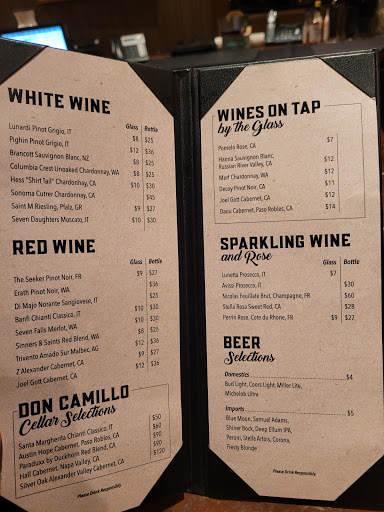 WHITE WINE
Glass Bottle
Lunardi Pinot Grigio, IT $8 $25
Pighin Pinot Grigio, IT $12 $36
Brancott Sauvignon Blanc, NZ $8 $25
Columbia Crest Unoaked Chardonnay, WA $8 $25
Hess "Shirt Tail" Chardonnay, CA $10 $30
Sonoma Cutrer Chardonnay, CA $45
Saint M Riesling, Pfalz, GR $9 $27
Seven Daughters Moscato, IT $10 $30
RED WINE
Glass Bottle
The Seeker Pinot Noir, FR $9 $27
Erath Pinot Noir, WA $36
Di Majo Norante Sangiovese, IT $25
Banfi Chianti Classico, IT $10 $30
Seven Falls Merlot, WA $10 $30
Sinners & Saints Red Blend, WA $8 $25
Trivento Amado Sur Malbec, AG $12 $36
Z Alexander Cabernet, CA $9 $27
Joel Gott Cabernet, CA $12 $36
DON CAMILLO
Cellar Selections
Santa Margherita Chianti Classico, IT $50
Austin Hope Cabernet, Paso Robles, CA $60
Paraduxx by Duckhorn Red Blend, CA $90
Hall Cabernet, Napa Valley, CA $90
Silver Oak Alexander Valley Cabernet, CA $120
Please Drink Responsibly
WINES ON TAP
by the Glass
Pomelo Rose, CA $7
Hanna Sauvignon Blanc,
Russian River Valley, CA $12
Merf Chardonnay, WA $12
Decoy Pinot Noir, CA $11
Joel Gott Cabernet, CA $12
Daou Cabernet, Paso Robles, CA $14
SPARKLING WINE
and Rose
Glass Bottle
Lunetta Prosecco, IT $7
Avissi Prosecco, IT $30
Nicolas Feuillate Brut, Champagne, FR $60
Stella Rosa Sweet Red, CA $28
Perrin Rose, Cote du Rhone, FR $9 $27
BEER
Selections
Domestics $4
Bud Light, Coors Light, Miller Lite,
Michelob Ultra
Imports $5
Blue Moon, Samuel Adams,
Shiner Bock, Deep Ellum IPA,
Peroni, Stella Artois, Corona,
Fiesty Blonde
Please Drink Responsibly